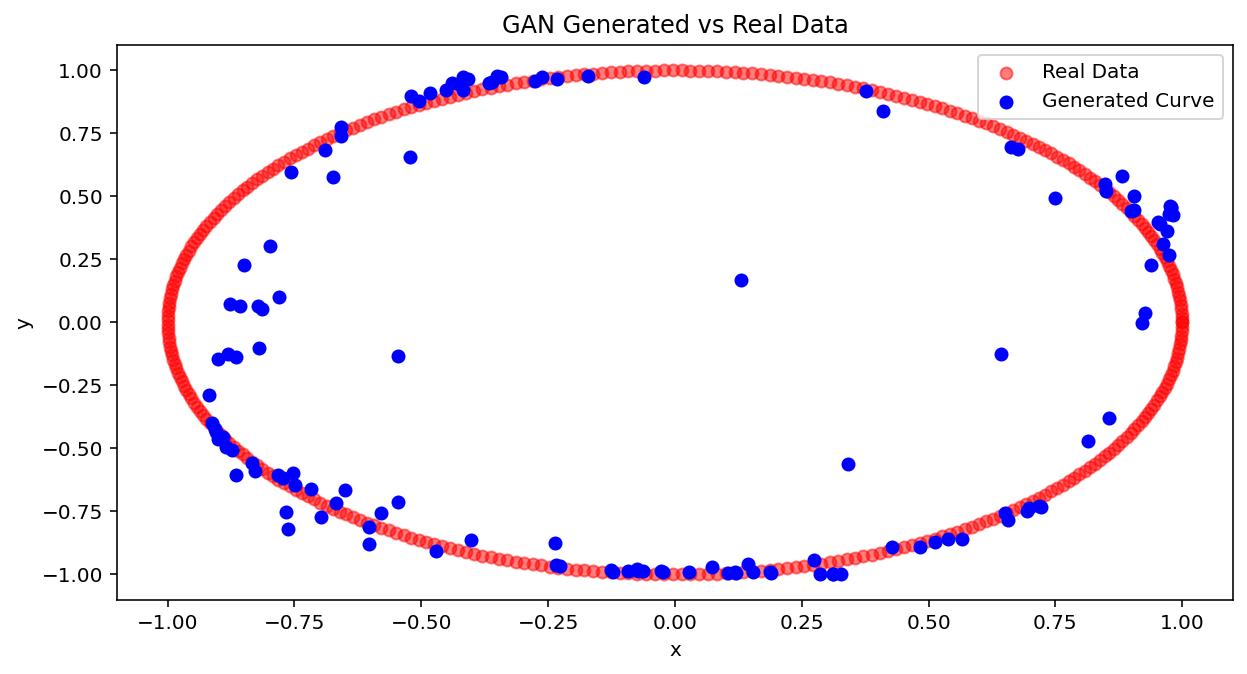 GAN Generated vs Real Data
Real Data
Generated Curve
1.00
0.75
0.50
0.25
0.00
−0.25
−0.50
−0.75
−1.00
y
−1.00 −0.75 −0.50 −0.25 0.00 0.25 0.50 0.75 1.00
x